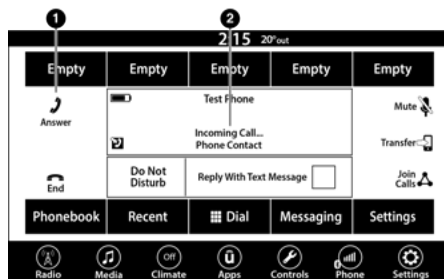 1 2
2 15 20°out
Empty Empty Empty Empty Empty
Answer
Test Phone
Incoming Call...
Phone Contact
Mute
Transfer
End
Do Not
Disturb
Reply With Text Message
Join
Calls
Phonebook Recent Dial Messaging Settings
Off ū
Radio Media Climate Apps Controls Phone Settings